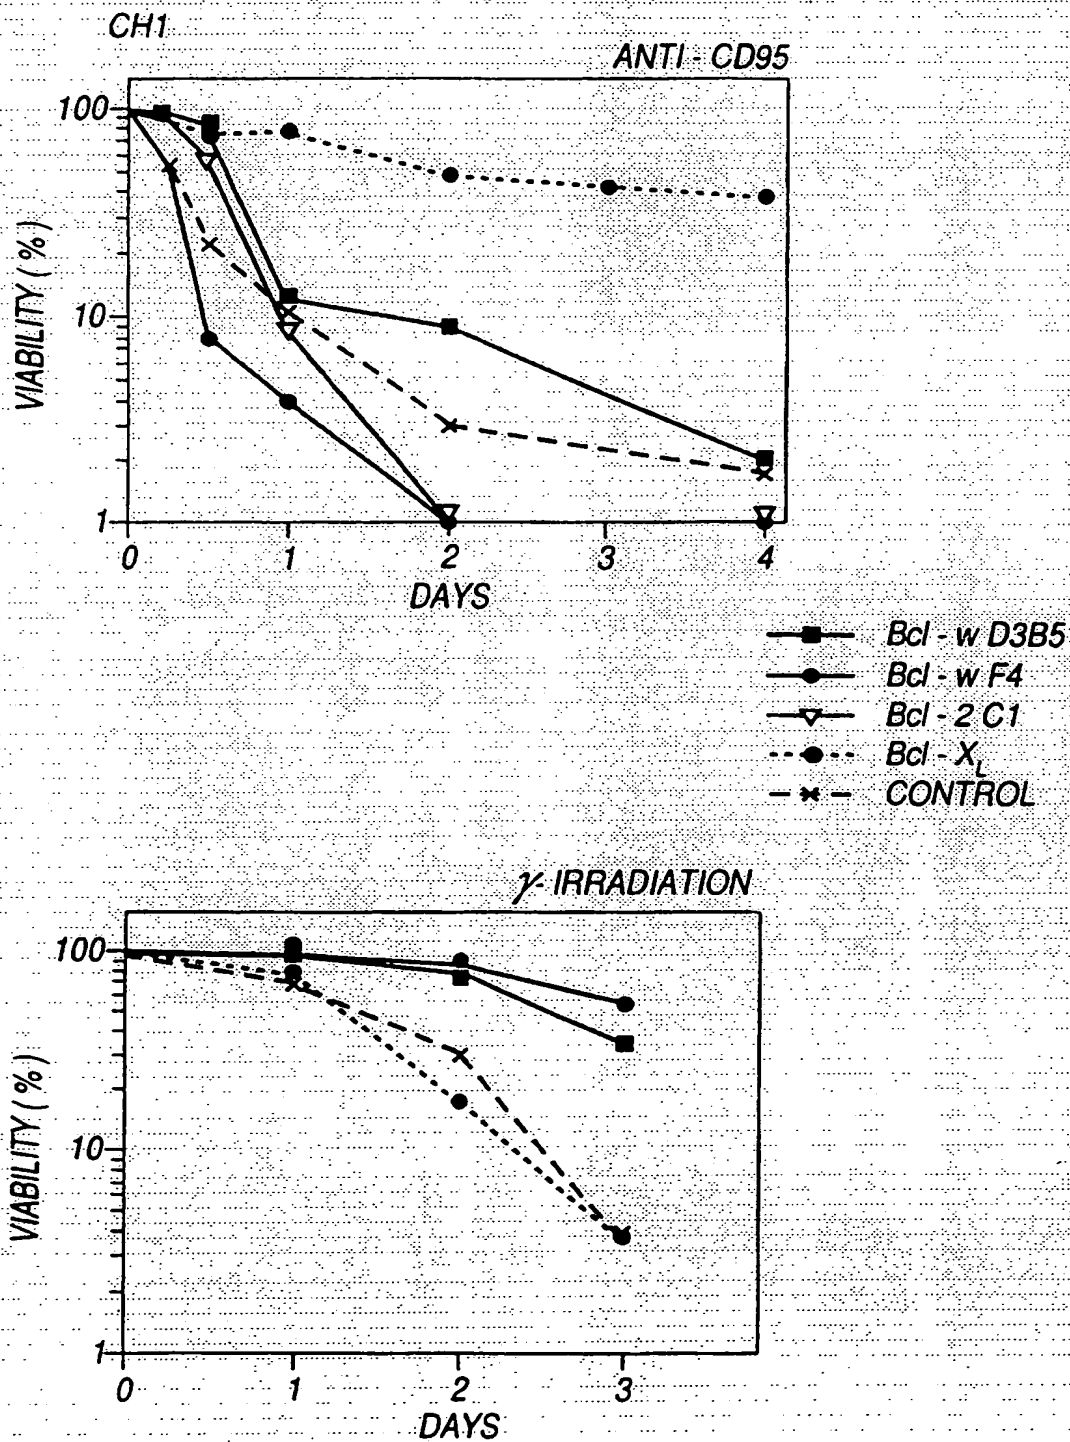 CH1
ANTI - CD95
100
10
1
VIABILITY (%)
0 1 2 3 4
DAYS
Bcl - w D3B5
Bcl - w F4
Bcl - 2 C1
Bcl - X_L
CONTROL
γ- IRRADIATION
100
10
1
VIABILITY (%)
0 1 2 3
DAYS